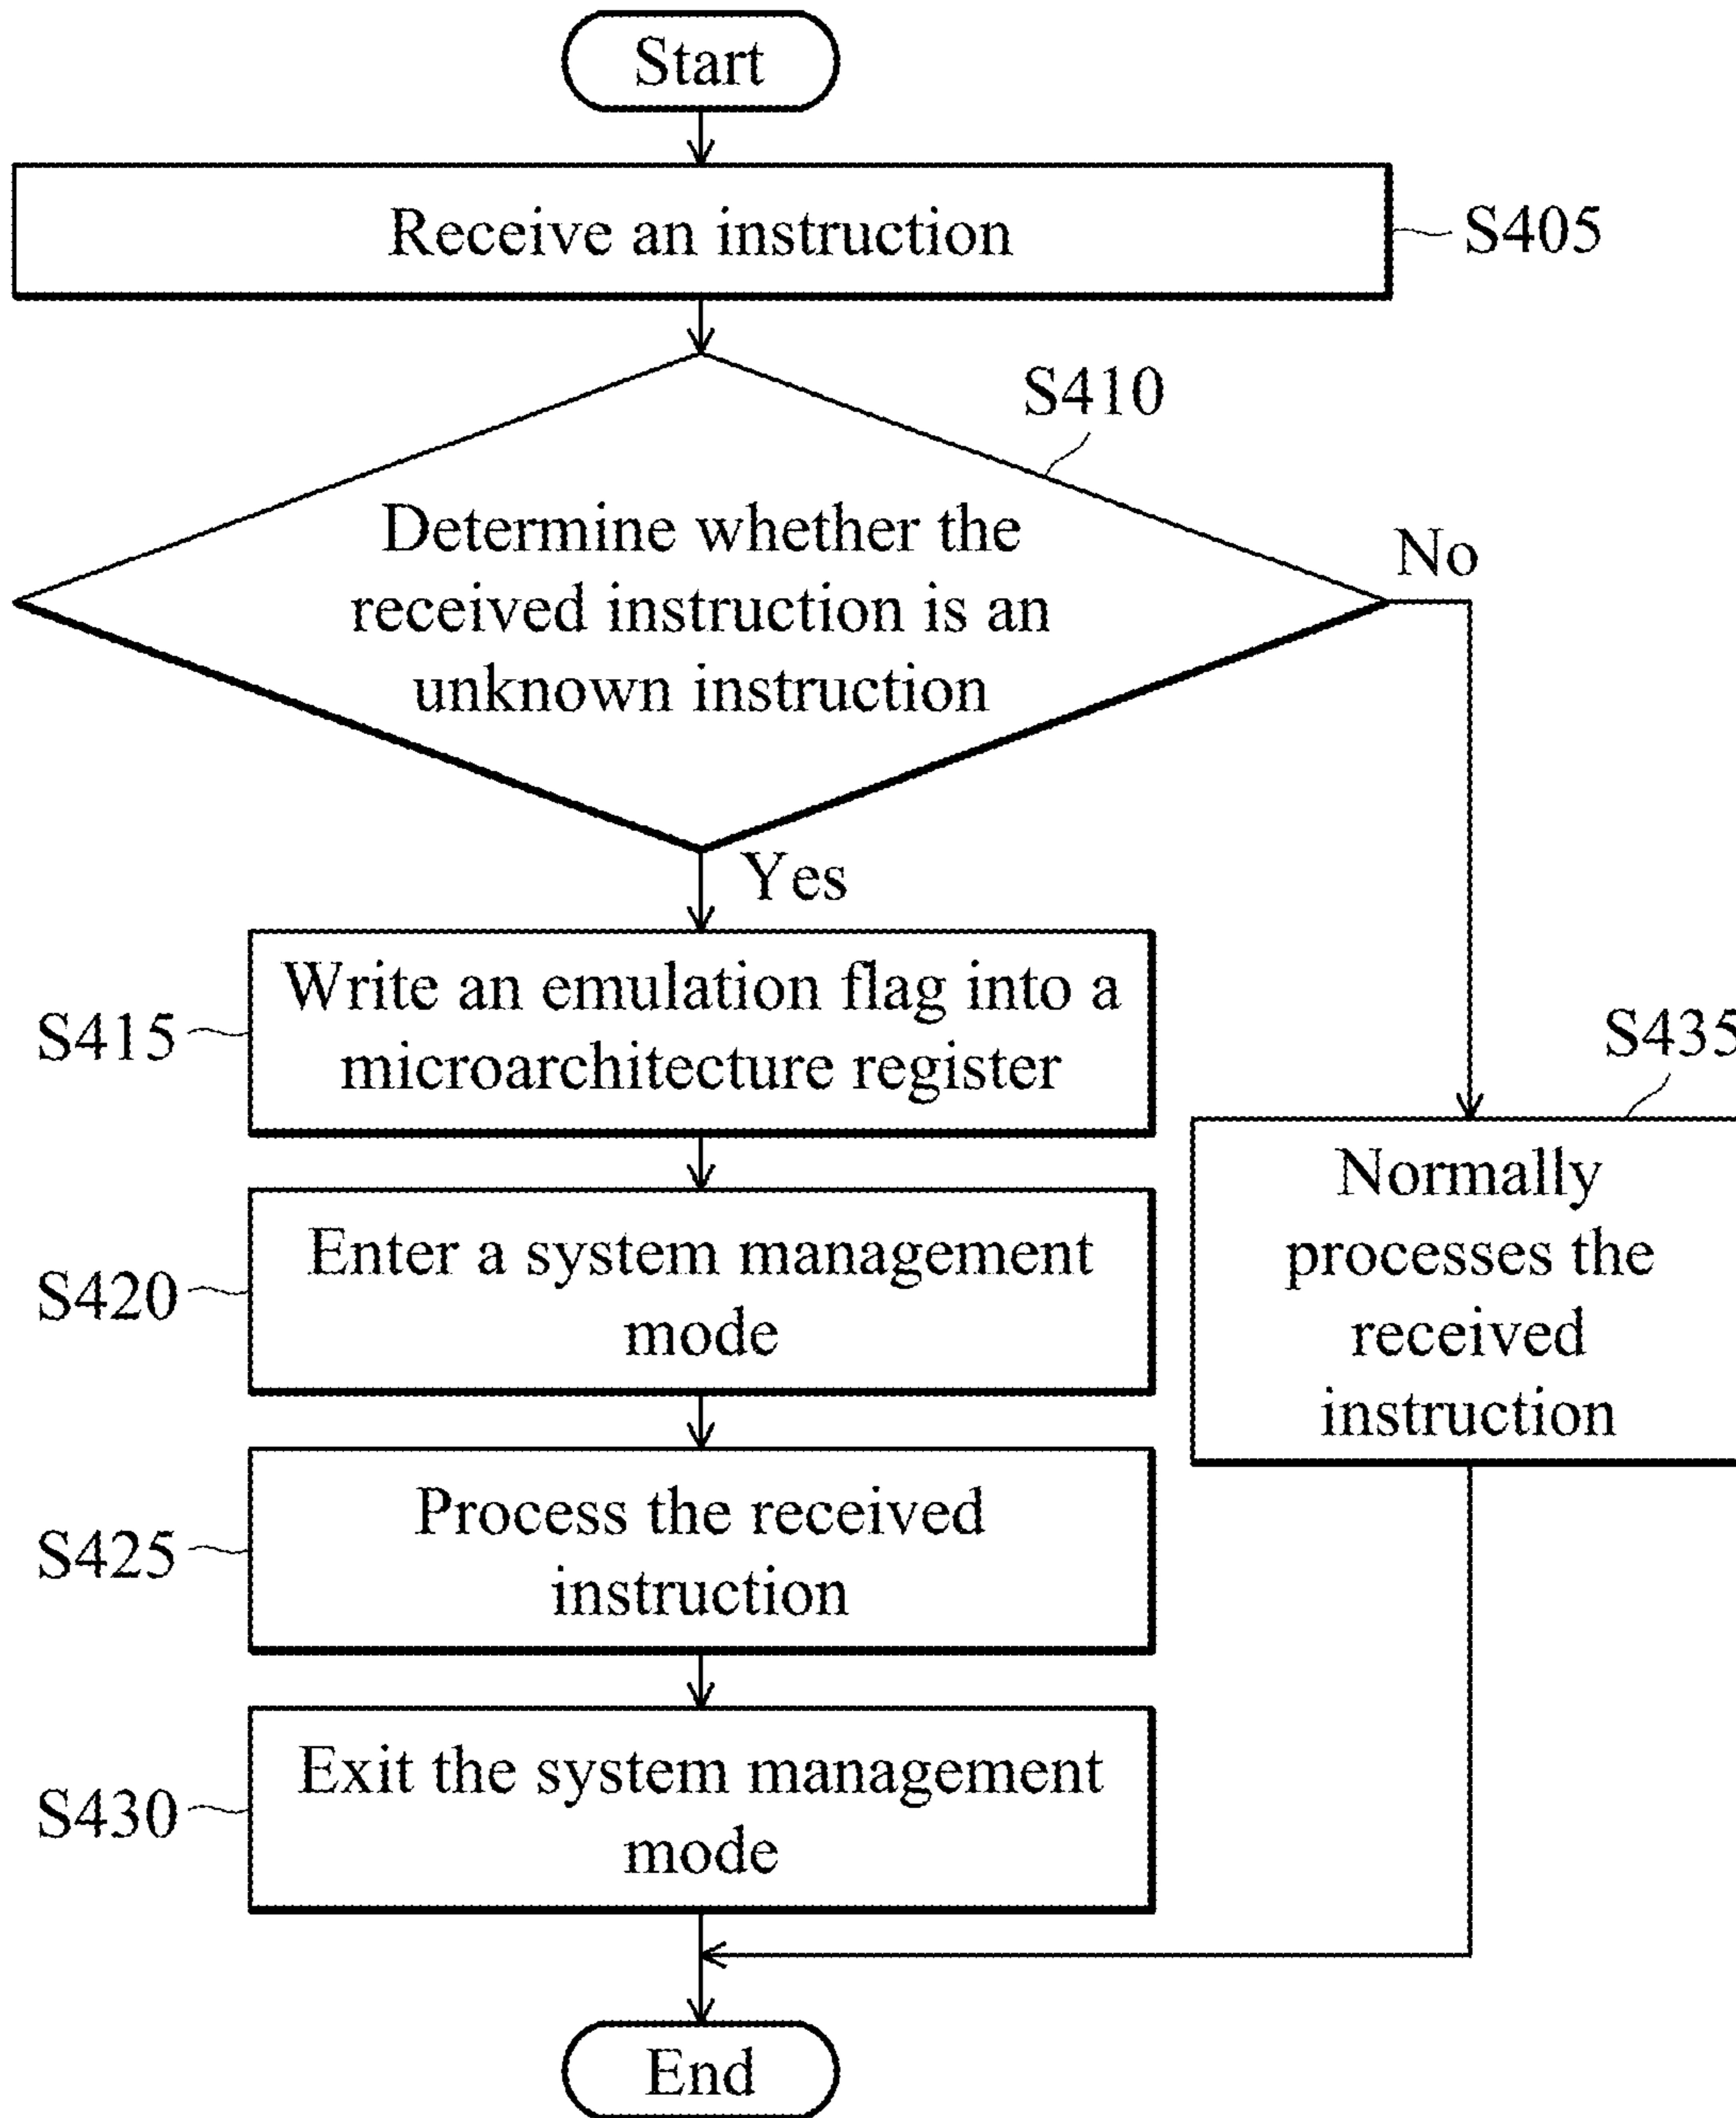 Start
Receive an instruction
S405
S410
Determine whether the
received instruction is an
unknown instruction
No
Yes
Write an emulation flag into a
microarchitecture register
S415
S435
Normally
processes the
received
instruction
Enter a system management
mode
S420
Process the received
instruction
S425
Exit the system management
mode
S430
End